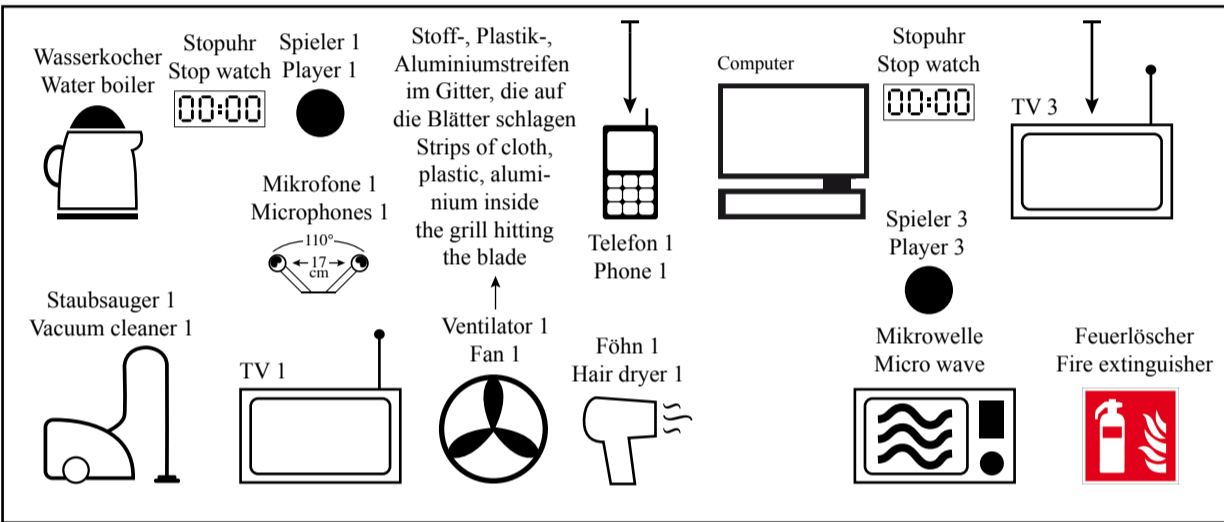 Wasserkocher
Water boiler
Stopuhr
Stop watch
00:00
Spieler 1
Player 1
Stoff-, Plastik-,
Aluminiumstreifen
im Gitter, die auf
die Blätter schlagen
Strips of cloth,
plastic, alumi-
nium inside
the grill hitting
the blade
Computer
Stopuhr
Stop watch
00:00
TV 3
Mikrofone 1
Microphones 1
110°
17
cm
Telefon 1
Phone 1
Spieler 3
Player 3
Staubsauger 1
Vacuum cleaner 1
TV 1
Ventilator 1
Fan 1
Föhn 1
Hair dryer 1
Mikrowelle
Micro wave
Feuerlöscher
Fire extinguisher